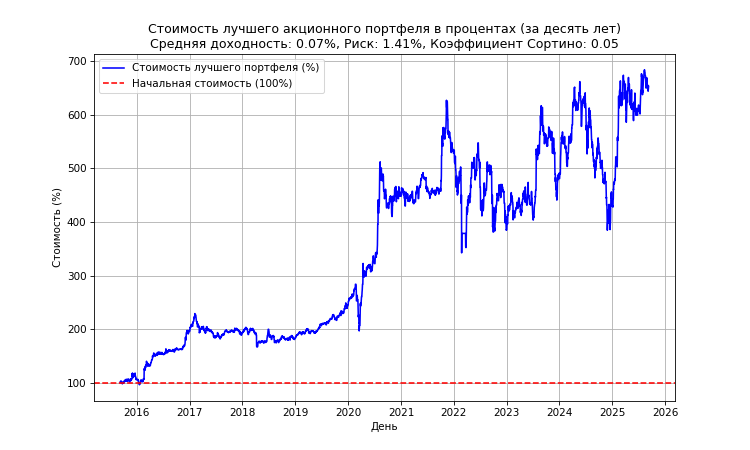 Стоимость лучшего акционного портфеля в процентах (за десять лет)
Средняя доходность: 0.07%, Риск: 1.41%, Коэффициент Сортино: 0.05
Стоимость лучшего портфеля (%)
Начальная стоимость (100%)
Стоимость (%)
700
600
500
400
300
200
100
2016 2017 2018 2019 2020 2021 2022 2023 2024 2025 2026
День